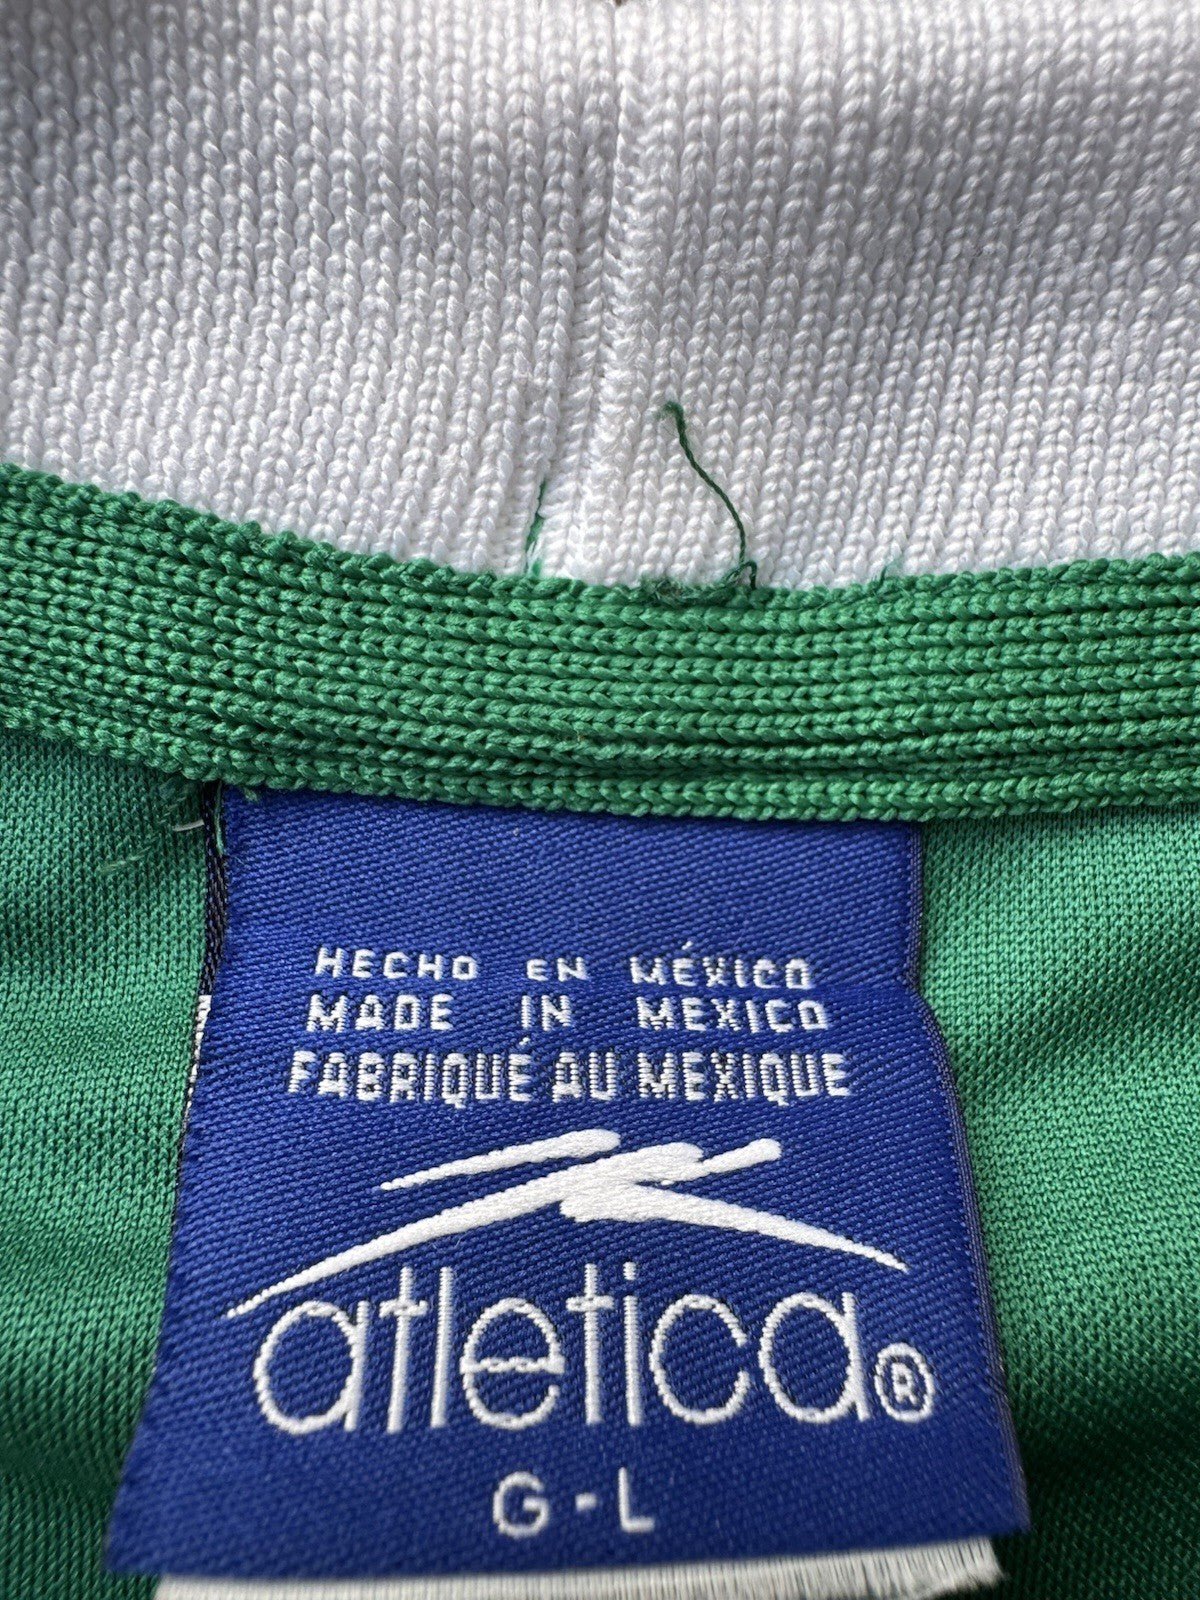 HECHO EN MÉXICO
MADE IN MEXICO
FABRIQUÉ AU MEXIQUE
atletica®
G-L